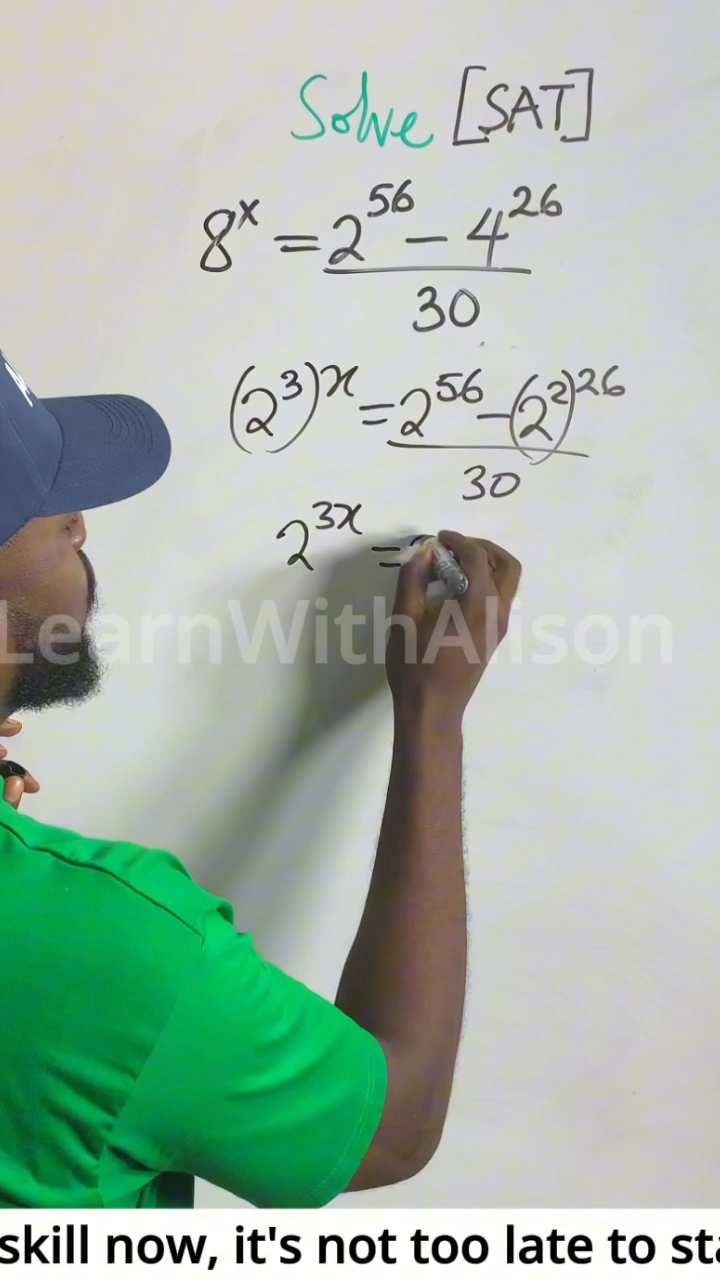 Solve [SAT]
8^x = (2^56 − 4^26)/30
(2^3)^x = (2^56 − (2^2)^26)/30
2^3x =
LearnWithAlison
skill now, it's not too late to sta